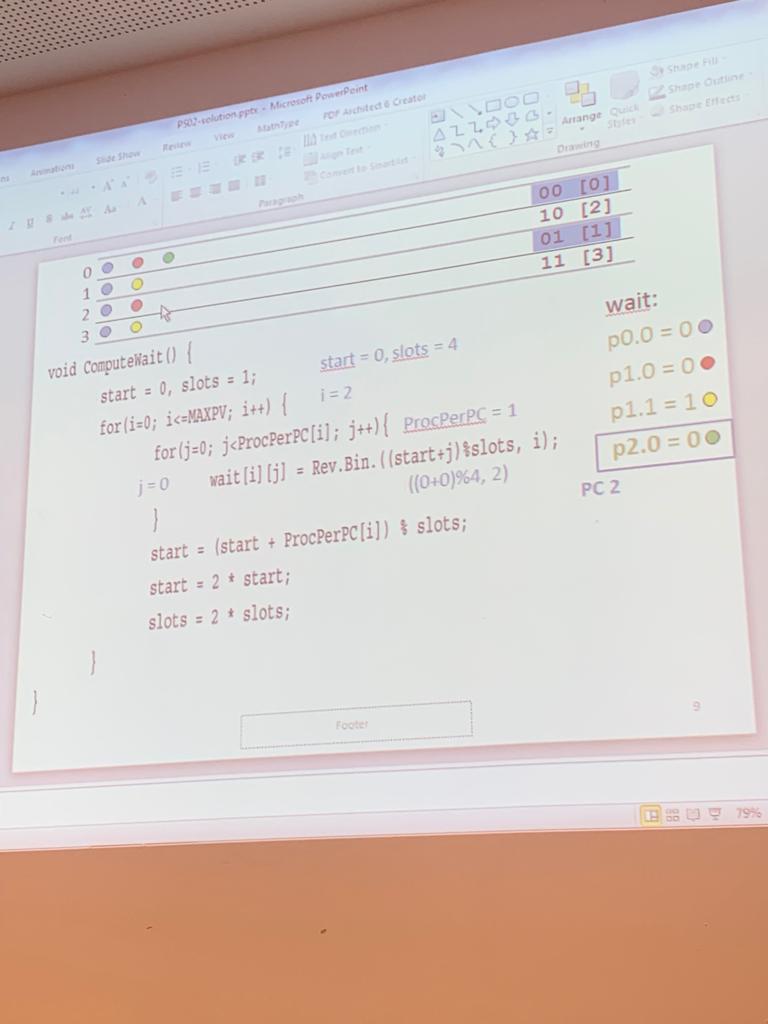 PS02-solution.pptx - Microsoft PowerPoint
Animations Slide Show Review View MathType PDF Architect 6 Creator
Text Direction
Align Text
Convert to SmartArt
Font Paragraph Drawing
Arrange Quick Styles
Shape Fill
Shape Outline
Shape Effects
00 [0]
10 [2]
01 [1]
11 [3]
0
1
2
3
void ComputeWait() {
start = 0, slots = 1;
start = 0, slots = 4
for(i=0; i<=MAXPV; i++) {
i = 2
for(j=0; j<ProcPerPC[i]; j++){
ProcPerPC = 1
j = 0
wait[i][j] = Rev.Bin.((start+j)%slots, i);
((0+0)%4, 2)
}
start = (start + ProcPerPC[i]) % slots;
start = 2 * start;
slots = 2 * slots;
}
}
wait:
p0.0 = 0
p1.0 = 0
p1.1 = 1
p2.0 = 0
PC 2
Footer
9
79%